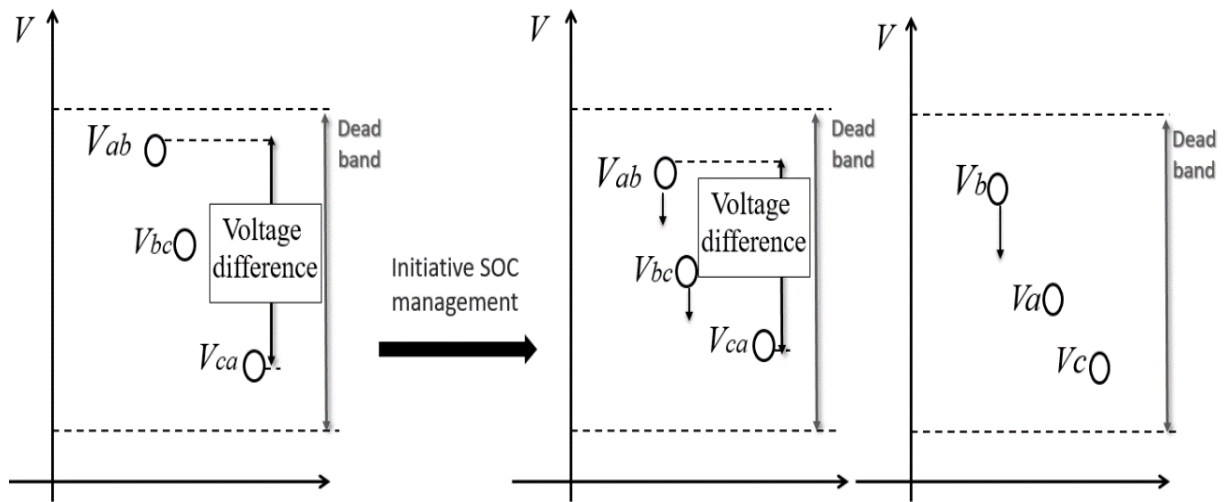 V
Dead
band
Vab
Vbc
Voltage
difference
Vca
Initiative SOC
management
V
Dead
band
Vab
Vbc
Voltage
difference
Vca
V
Dead
band
Vb
Va
Vc